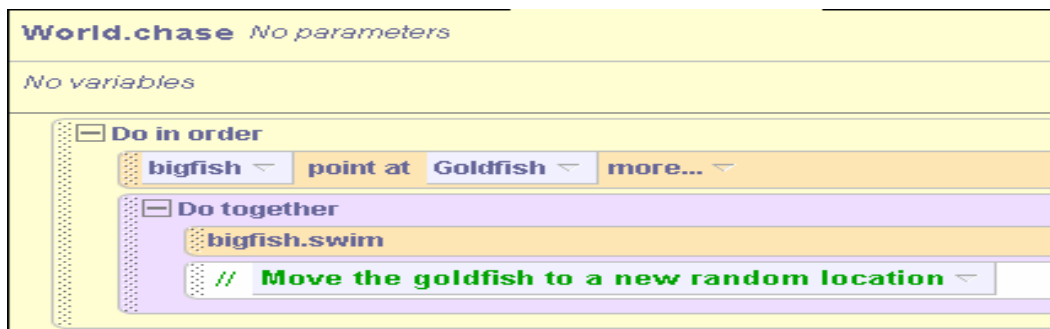 World.chase No parameters
No variables
Do in order
bigfish point at Goldfish more...
Do together
bigfish.swim
// Move the goldfish to a new random location